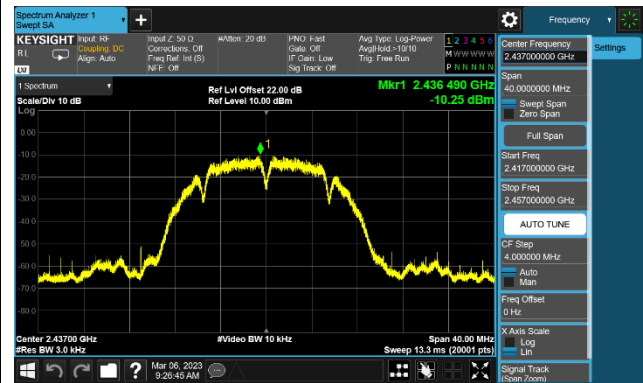 Spectrum Analyzer 1
Swept SA
Frequency
KEYSIGHT
RL
LXI
Input: RF
Coupling: DC
Align: Auto
Input Z: 50 Ω
Corrections: Off
Freq Ref: Int (S)
NFE: Off
#Atten: 20 dB
PNO: Fast
Gate: Off
IF Gain: Low
Sig Track: Off
Avg Type: Log-Power
Avg|Hold:>10/10
Trig: Free Run
1 2 3 4 5 6
M W W W W W
P N N N N N
1 Spectrum
Scale/Div 10 dB
Log
Ref Lvl Offset 22.00 dB
Ref Level 10.00 dBm
Mkr1 2.436 490 GHz
-10.25 dBm
1
0.00
-10.0
-20.0
-30.0
-40.0
-50.0
-60.0
-70.0
-80.0
Center 2.43700 GHz
#Res BW 3.0 kHz
#Video BW 10 kHz
Span 40.00 MHz
Sweep 13.3 ms (20001 pts)
?
Mar 06, 2023
9:26:45 AM
Center Frequency
2.437000000 GHz
Settings
Span
40.0000000 MHz
Swept Span
Zero Span
Full Span
Start Freq
2.417000000 GHz
Stop Freq
2.457000000 GHz
AUTO TUNE
CF Step
4.000000 MHz
Auto
Man
Freq Offset
0 Hz
X Axis Scale
Log
Lin
Signal Track
(Span Zoom)